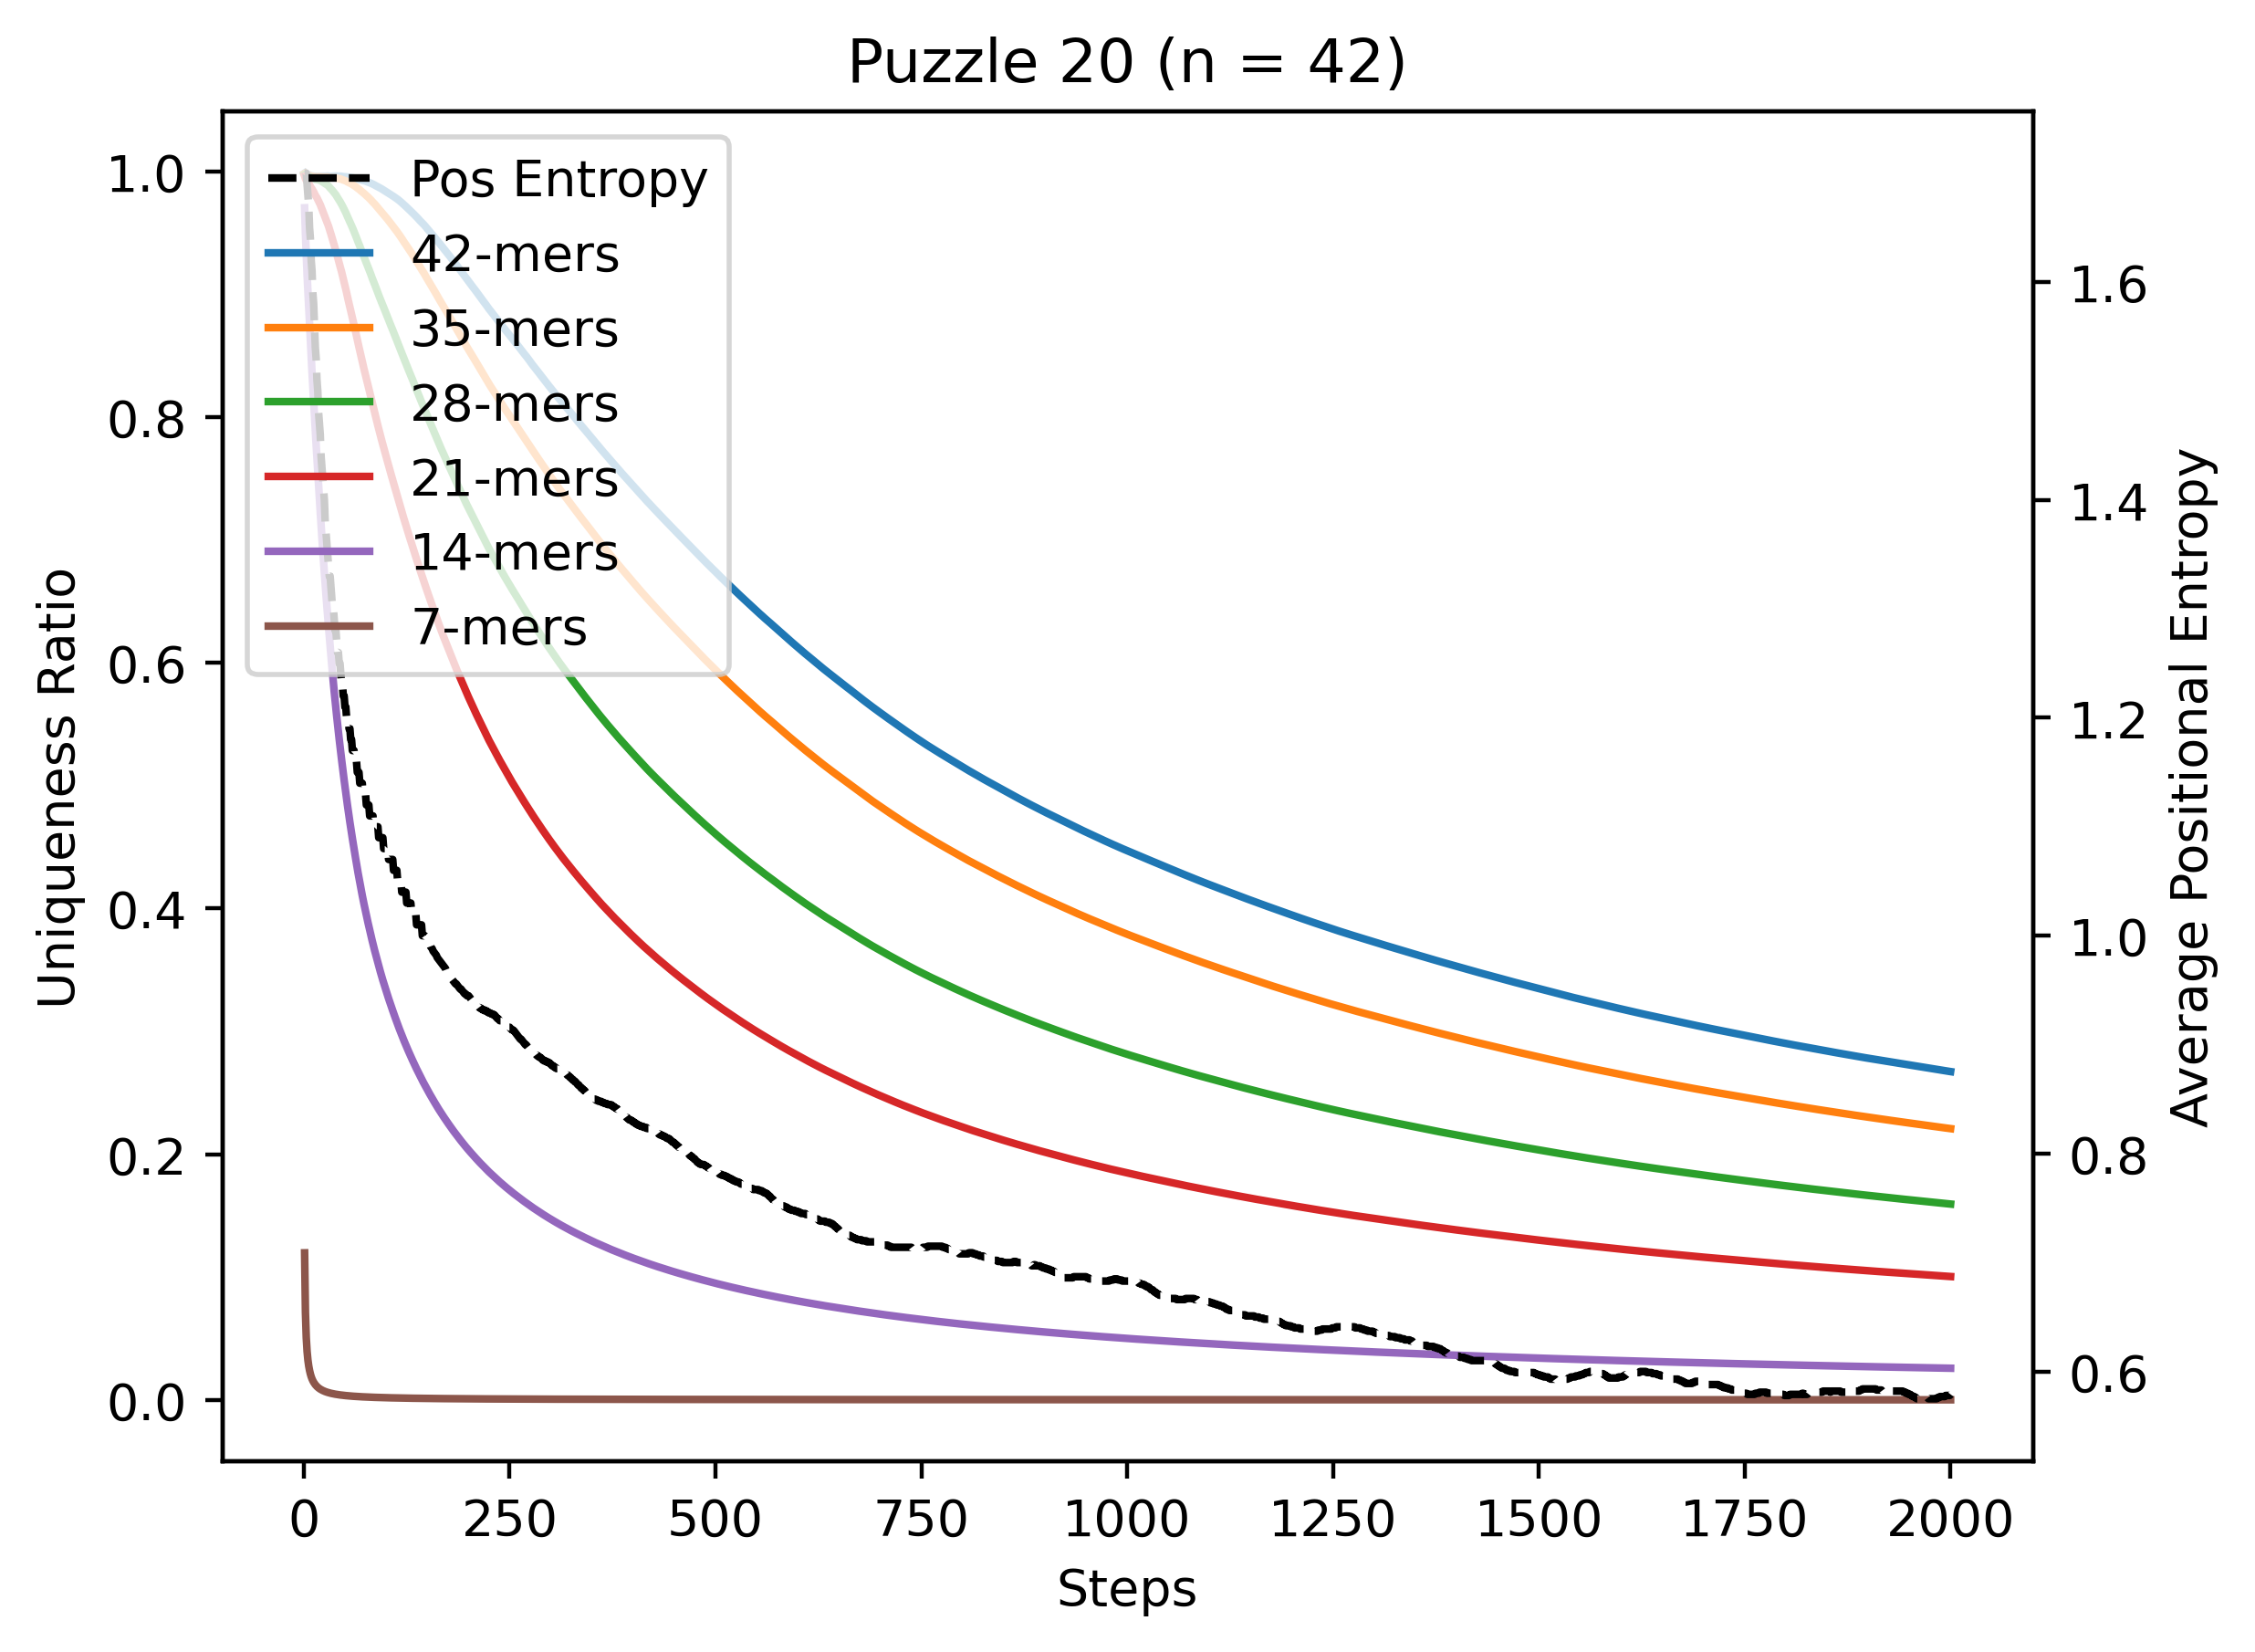 Puzzle 20 (n = 42)
Uniqueness Ratio
1.0
0.8
0.6
0.4
0.2
0.0
Pos Entropy
42-mers
35-mers
28-mers
21-mers
14-mers
7-mers
1.6
1.4
1.2
1.0
0.8
0.6
Average Positional Entropy
0 250 500 750 1000 1250 1500 1750 2000
Steps